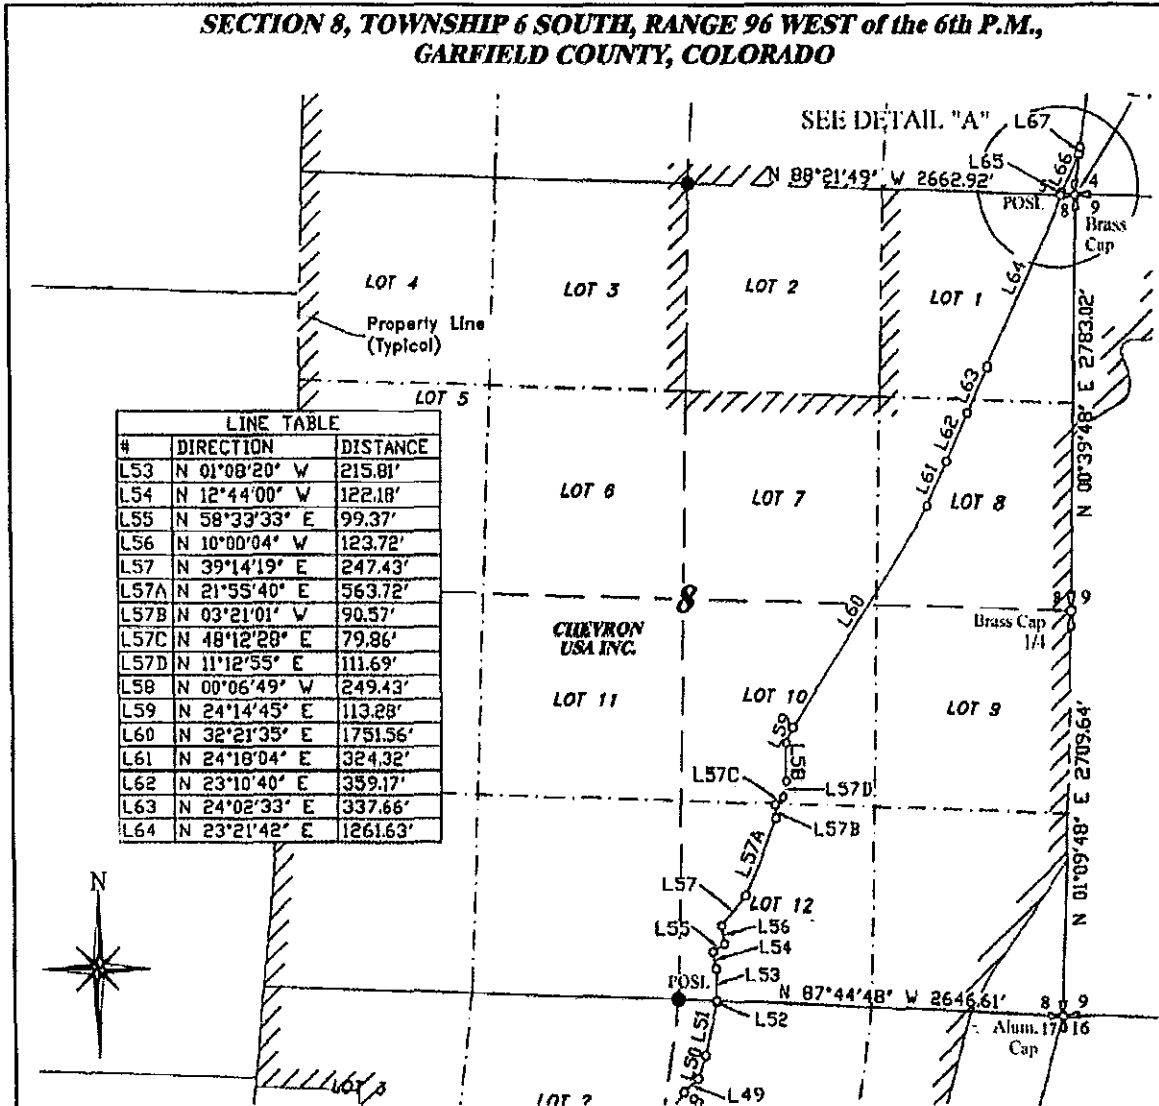 SECTION 8, TOWNSHIP 6 SOUTH, RANGE 96 WEST of the 6th P.M.,
GARFIELD COUNTY, COLORADO
SEE DETAIL "A"
L67
L65
L66
N 88°21'49" W 2662.92'
5
4
POSI.
8
9
Brass
Cap
LOT 4
LOT 3
LOT 2
LOT 1
L64
Property Line
(Typical)
N 00°39'48" E 2783.02'
LOT 5
L63
L62
L61
LOT 6
LOT 7
LOT 8
LINE TABLE
# DIRECTION DISTANCE
L53 N 01°08'20" W 215.81'
L54 N 12°44'00" W 122.18'
L55 N 58°33'33" E 99.37'
L56 N 10°00'04" W 123.72'
L57 N 39°14'19" E 247.43'
L57A N 21°55'40" E 563.72'
L57B N 03°21'01" W 90.57'
L57C N 48°12'28" E 79.86'
L57D N 11°12'55" E 111.69'
L58 N 00°06'49" W 249.43'
L59 N 24°14'45" E 113.28'
L60 N 32°21'35" E 1751.56'
L61 N 24°18'04" E 324.32'
L62 N 23°10'40" E 359.17'
L63 N 24°02'33" E 337.66'
L64 N 23°21'42" E 1261.63'
8
L60
8
9
Brass Cap
1/4
CHEVRON
USA INC.
LOT 11
LOT 10
LOT 9
L59
L58
L57C
L57D
L57B
L57A
N 01°09'48" E 2709.64'
N
L57
LOT 12
L56
L55
L54
L53
POSI.
N 87°44'48" W 2646.61'
8
9
L52
Alum.
Cap
17
16
L51
L50
L49
LOT 3
LOT 2